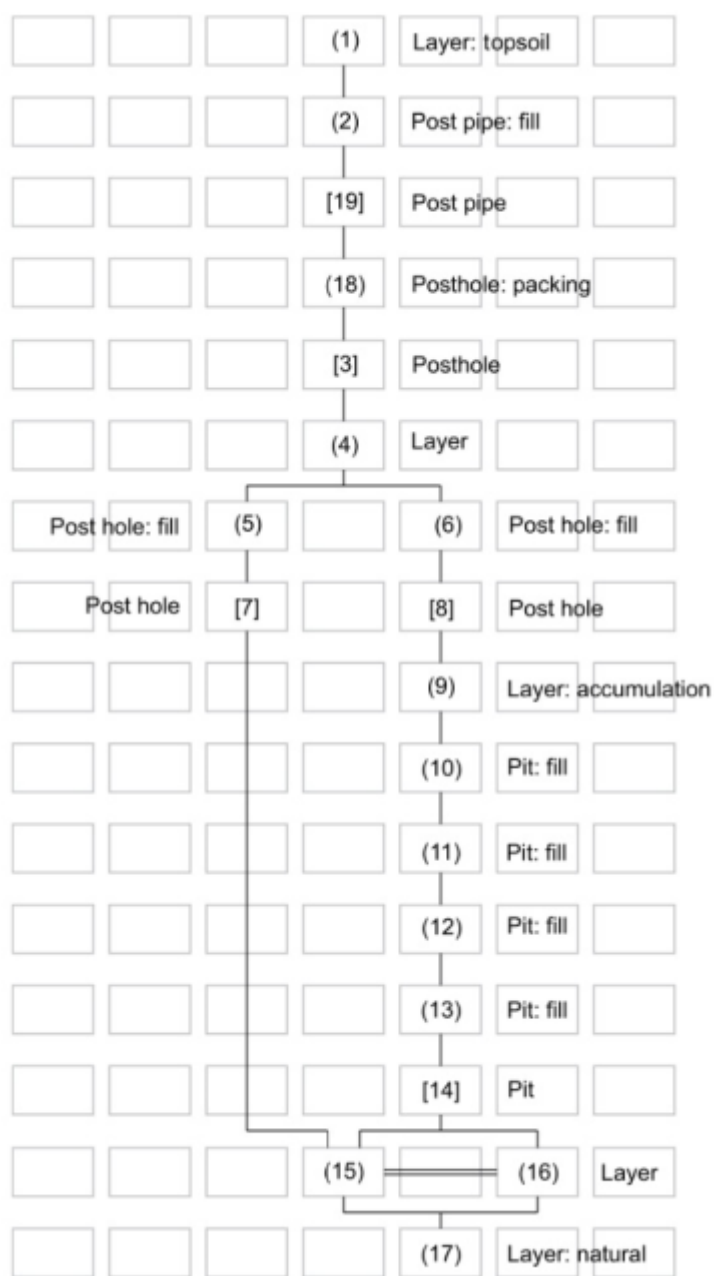 (1) Layer: topsoil
(2) Post pipe: fill
[19] Post pipe
(18) Posthole: packing
[3] Posthole
(4) Layer
Post hole: fill (5) (6) Post hole: fill
Post hole [7] [8] Post hole
(9) Layer: accumulation
(10) Pit: fill
(11) Pit: fill
(12) Pit: fill
(13) Pit: fill
[14] Pit
(15) (16) Layer
(17) Layer: natural